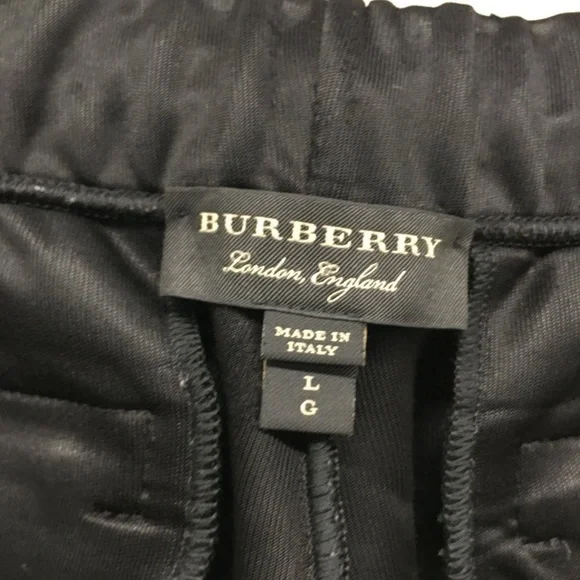 BURBERRY
London, England
MADE IN
ITALY
L
G